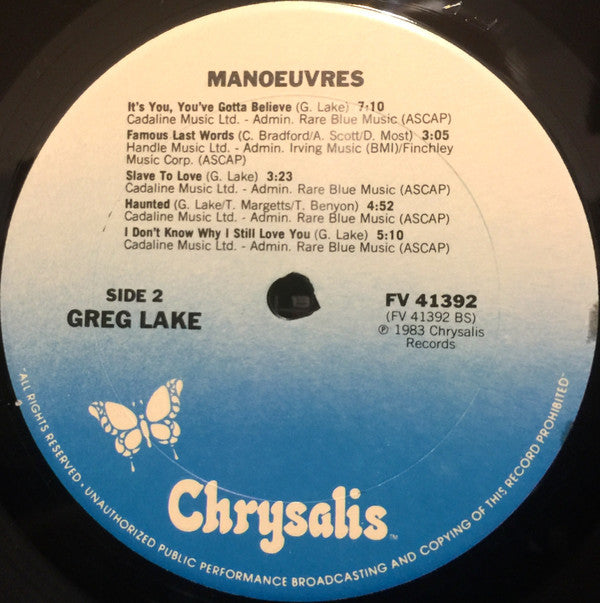 MANOEUVRES
It's You, You've Gotta Believe (G. Lake) 7:10
Cadaline Music Ltd. - Admin. Rare Blue Music (ASCAP)
Famous Last Words (C. Bradford/A. Scott/D. Most) 3:05
Handle Music Ltd. - Admin. Irving Music (BMI)/Finchley
Music Corp. (ASCAP)
Slave To Love (G. Lake) 3:23
Cadaline Music Ltd. - Admin. Rare Blue Music (ASCAP)
Haunted (G. Lake/T. Margetts/T. Benyon) 4:52
Cadaline Music Ltd. - Admin. Rare Blue Music (ASCAP)
I Don't Know Why I Still Love You (G. Lake) 5:10
Cadaline Music Ltd. - Admin. Rare Blue Music (ASCAP)
SIDE 2
GREG LAKE
FV 41392
(FV 41392 BS)
℗ 1983 Chrysalis
Records
Chrysalis™
ALL RIGHTS RESERVED - UNAUTHORIZED PUBLIC PERFORMANCE BROADCASTING AND COPYING OF THIS RECORD PROHIBITED